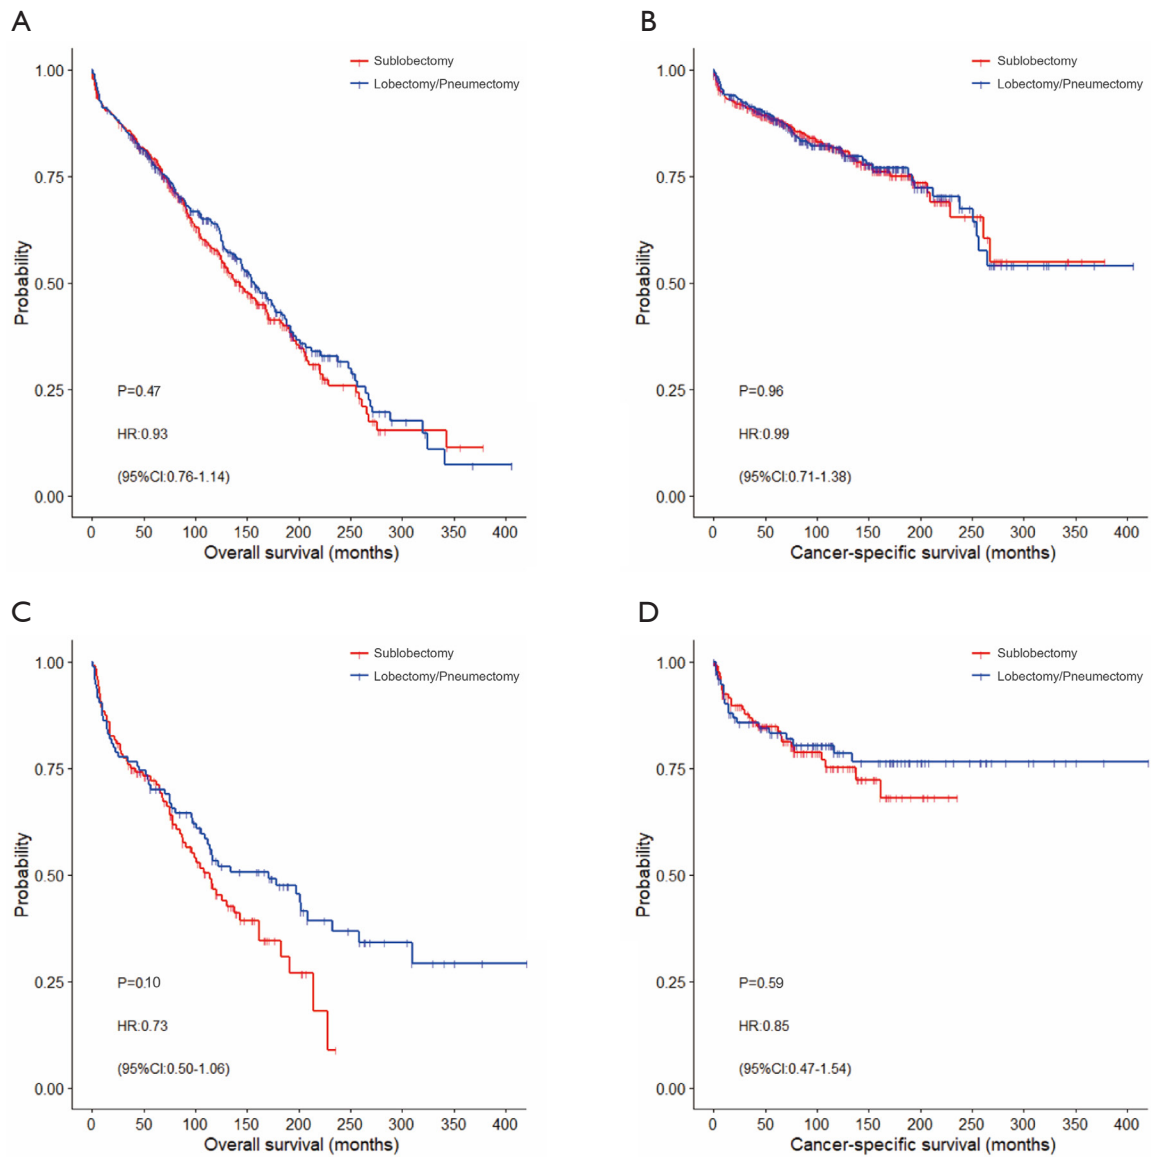 A
Sublobectomy
Lobectomy/Pneumectomy
1.00
0.75
0.50
0.25
0.00
Probability
P=0.47
HR:0.93
(95%CI:0.76-1.14)
0 50 100 150 200 250 300 350 400
Overall survival (months)
B
Sublobectomy
Lobectomy/Pneumectomy
1.00
0.75
0.50
0.25
0.00
Probability
P=0.96
HR:0.99
(95%CI:0.71-1.38)
0 50 100 150 200 250 300 350 400
Cancer-specific survival (months)
C
Sublobectomy
Lobectomy/Pneumectomy
1.00
0.75
0.50
0.25
0.00
Probability
P=0.10
HR:0.73
(95%CI:0.50-1.06)
0 50 100 150 200 250 300 350 400
Overall survival (months)
D
Sublobectomy
Lobectomy/Pneumectomy
1.00
0.75
0.50
0.25
0.00
Probability
P=0.59
HR:0.85
(95%CI:0.47-1.54)
0 50 100 150 200 250 300 350 400
Cancer-specific survival (months)